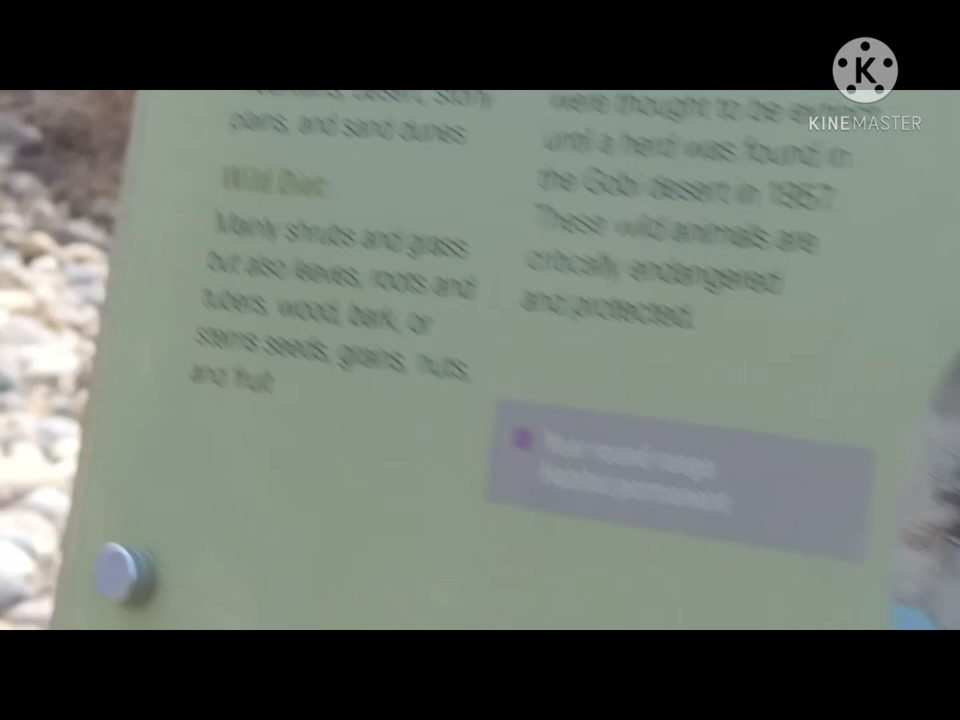 plains, and sand dunes
Wild Diet:
Mainly shrubs and grass
but also leaves, roots and
tubers, wood, bark, or
stems seeds, grains, nuts,
and fruit
were thought to be extinct
until a herd was found in
the Gobi desert in 1957.
These wild animals are
critically endangered
and protected.
KINEMASTER